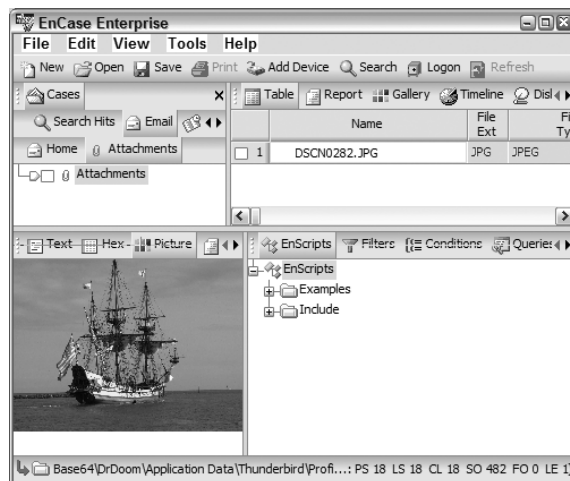 EnCase Enterprise
File Edit View Tools Help
New Open Save Print Add Device Search Logon Refresh
Cases
Table Report Gallery Timeline
Search Hits Email
Name File Ext
Home Attachments
1 DSCN0282.JPG JPG JPEG
Attachments
Text Hex Picture
EnScripts Filters Conditions Queries
EnScripts
Examples
Include
Base64\DrDoom\Application Data\Thunderbird\Profi...: PS 18 LS 18 CL 18 SO 482 FO 0 LE 1